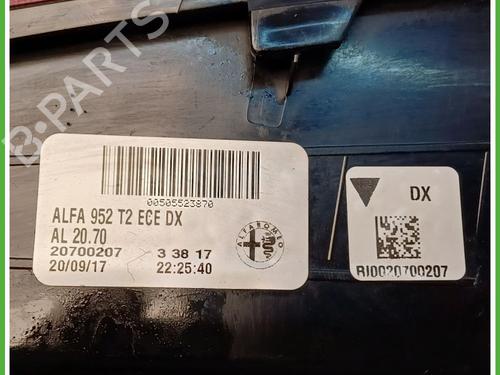 B-PARTS
00505523870
ALFA 952 T2 ECE DX
AL 20.70
20700207 3 38 17
20/09/17 22:25:40
ALFA ROMEO
DX
RI0020700207